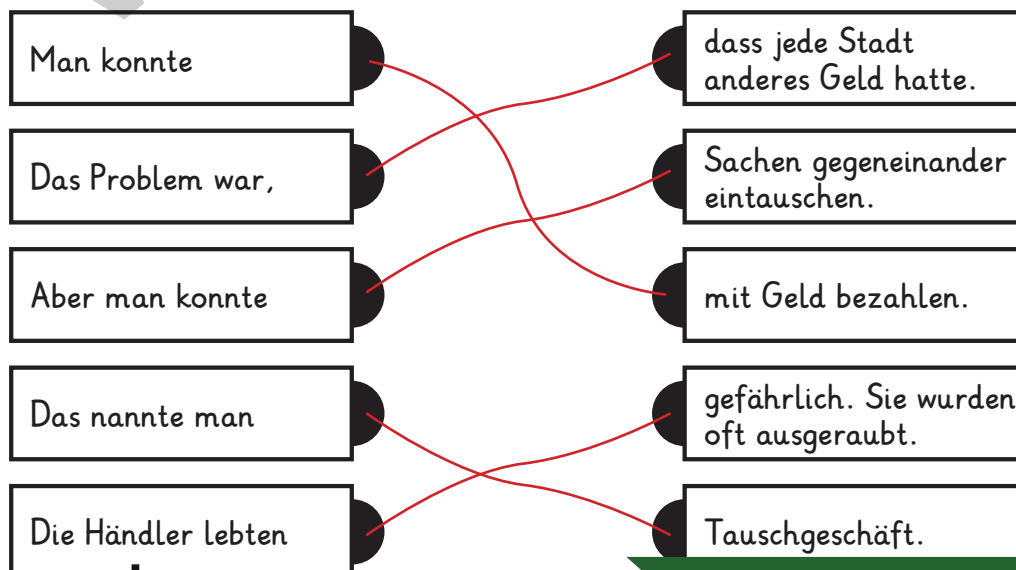 Man konnte
dass jede Stadt
anderes Geld hatte.
Das Problem war,
Sachen gegeneinander
eintauschen.
Aber man konnte
mit Geld bezahlen.
Das nannte man
gefährlich. Sie wurden
oft ausgeraubt.
Die Händler lebten
Tauschgeschäft.